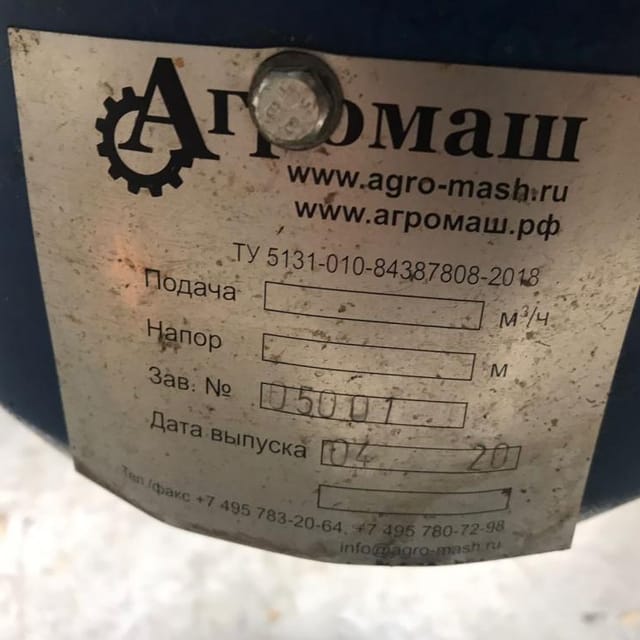 Агромаш
www.agro-mash.ru
www.агромаш.рф
ТУ 5131-010-84387808-2018
Подача м³/ч
Напор м
Зав. № 05001
Дата выпуска 04 20
Тел./факс +7 495 783-20-64, +7 495 780-72-98
info@agro-mash.ru